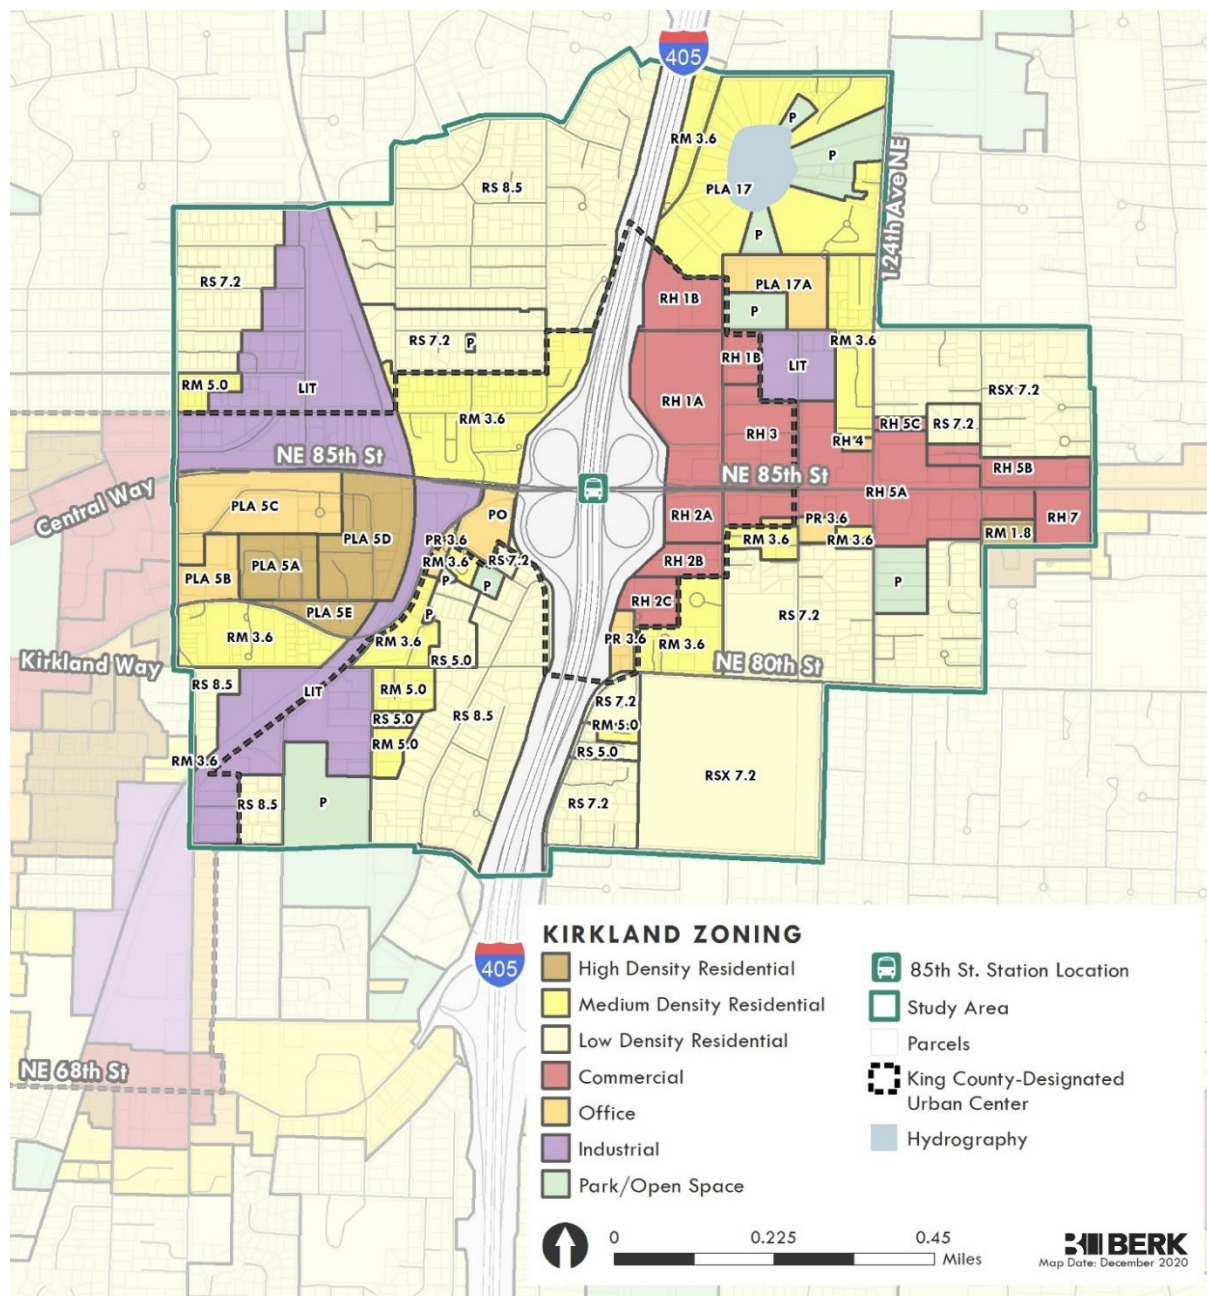 405
RM 3.6
P
P
124th Ave NE
RS 8.5
PLA 17
P
RS 7.2
PLA 17A
RH 1B
P
RS 7.2
P
RH 1B
RM 3.6
LIT
RM 5.0
LIT
RSX 7.2
RH 1A
RM 3.6
RH 3
RH 4
RH 5C
RS 7.2
NE 85th St
NE 85th St
RH 5B
Central Way
RH 5A
PLA 5C
PO
RH 2A
PR 3.6
RH 7
PLA 5D
PR 3.6
RM 3.6
RM 3.6
RM 1.8
RM 3.6
RS 7.2
RH 2B
PLA 5A
PLA 5B
P
P
P
RH 2C
PLA 5E
P
RS 7.2
RM 3.6
RM 3.6
PR 3.6
RM 3.6
Kirkland Way
RS 5.0
NE 80th St
RS 8.5
LIT
RM 5.0
RS 7.2
RS 5.0
RS 8.5
RM 5.0
RM 5.0
RS 5.0
RM 3.6
RSX 7.2
RS 8.5
P
RS 7.2
405
NE 68th St
KIRKLAND ZONING
High Density Residential
Medium Density Residential
Low Density Residential
Commercial
Office
Industrial
Park/Open Space
85th St. Station Location
Study Area
Parcels
King County-Designated
Urban Center
Hydrography
0 0.225 0.45
Miles
BERK
Map Date: December 2020